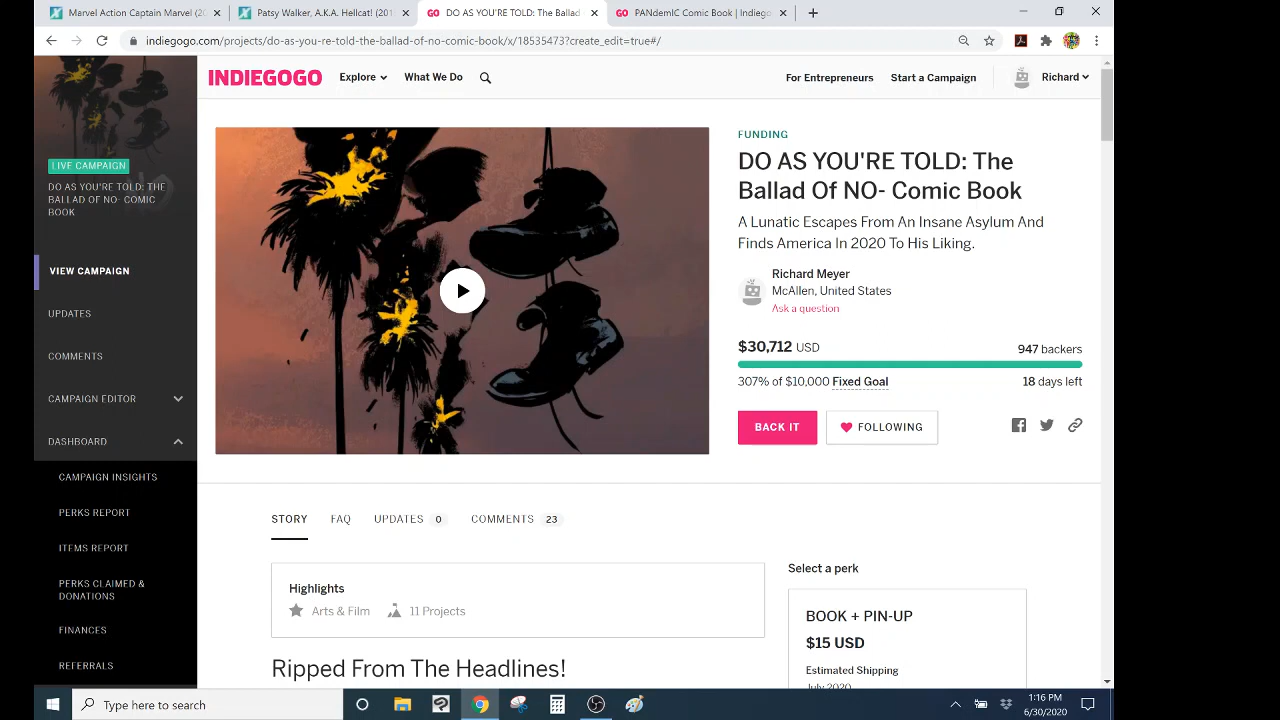 Marvel Action Captain Marvel (2
Patsy Walker, A.K.A. Hellcat! (201
DO AS YOU'RE TOLD: The Ballad
PANdemIC Comic Book | Indiego
indiegogo.com/projects/do-as-you-re-told-the-ballad-of-no-comic-book/x/18535473?create_edit=true#/
LIVE CAMPAIGN
DO AS YOU'RE TOLD: THE
BALLAD OF NO- COMIC
BOOK
VIEW CAMPAIGN
UPDATES
COMMENTS
CAMPAIGN EDITOR
DASHBOARD
CAMPAIGN INSIGHTS
PERKS REPORT
ITEMS REPORT
PERKS CLAIMED &
DONATIONS
FINANCES
REFERRALS
INDIEGOGO
Explore
What We Do
For Entrepreneurs
Start a Campaign
Richard
FUNDING
DO AS YOU'RE TOLD: The
Ballad Of NO- Comic Book
A Lunatic Escapes From An Insane Asylum And
Finds America In 2020 To His Liking.
Richard Meyer
McAllen, United States
Ask a question
$30,712 USD
947 backers
307% of $10,000 Fixed Goal
18 days left
BACK IT
FOLLOWING
STORY
FAQ
UPDATES 0
COMMENTS 23
Highlights
Arts & Film
11 Projects
Ripped From The Headlines!
Select a perk
BOOK + PIN-UP
$15 USD
Estimated Shipping
July 2020
Type here to search
1:16 PM
6/30/2020